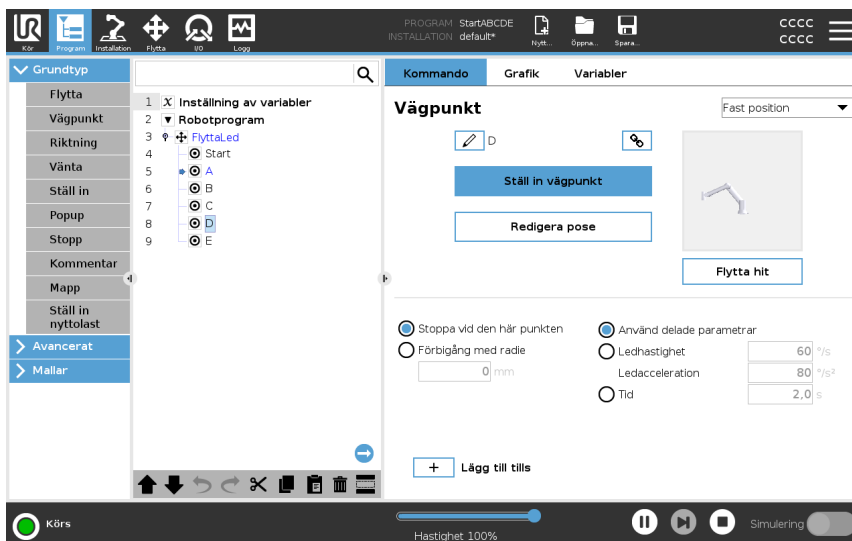 PROGRAM StartABCDE
INSTALLATION default*
CCCC
CCCC
Kör Program Installation Flytta I/O Logg Nytt... Öppna... Spara...
Grundtyp
Flytta
Vägpunkt
Riktning
Vänta
Ställ in
Popup
Stopp
Kommentar
Mapp
Ställ in
nyttolast
Avancerat
Mallar
1 X Inställning av variabler
2 Robotprogram
3 FlyttaLed
4 Start
5 A
6 B
7 C
8 D
9 E
Kommando Grafik Variabler
Vägpunkt
Fast position
D
Ställ in vägpunkt
Redigera pose
Flytta hit
Stoppa vid den här punkten
Förbigång med radie
0 mm
Använd delade parametrar
Ledhastighet 60 °/s
Ledacceleration 80 °/s²
Tid 2,0 s
+ Lägg till tills
Körs
Hastighet 100%
Simulering